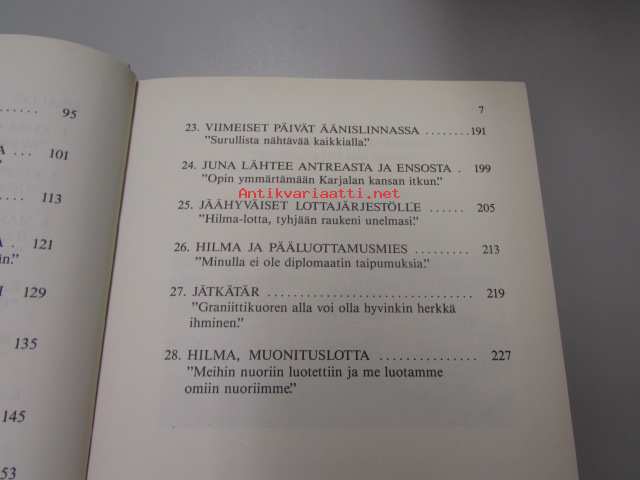 95
A 101
113
A 121
n."
I 129
135
145
53
7
23. VIIMEISET PÄIVÄT ÄÄNISLINNASSA ........191
"Surullista nähtävää kaikkialla."
24. JUNA LÄHTEE ANTREASTA JA ENSOSTA . 199
"Opin ymmärtämään Karjalan kansan itkun."
Antikvariaatti.net
25. JÄÄHYVÄISET LOTTAJÄRJESTÖLLE ....... 205
"Hilma-lotta, tyhjään raukeni unelmasi."
26. HILMA JA PÄÄLUOTTAMUSMIES ......... 213
"Minulla ei ole diplomaatin taipumuksia."
27. JÄTKÄTÄR ................................. 219
"Graniittikuoren alla voi olla hyvinkin herkkä
ihminen."
28. HILMA, MUONITUSLOTTA ............... 227
"Meihin nuoriin luotettiin ja me luotamme
omiin nuoriimme."